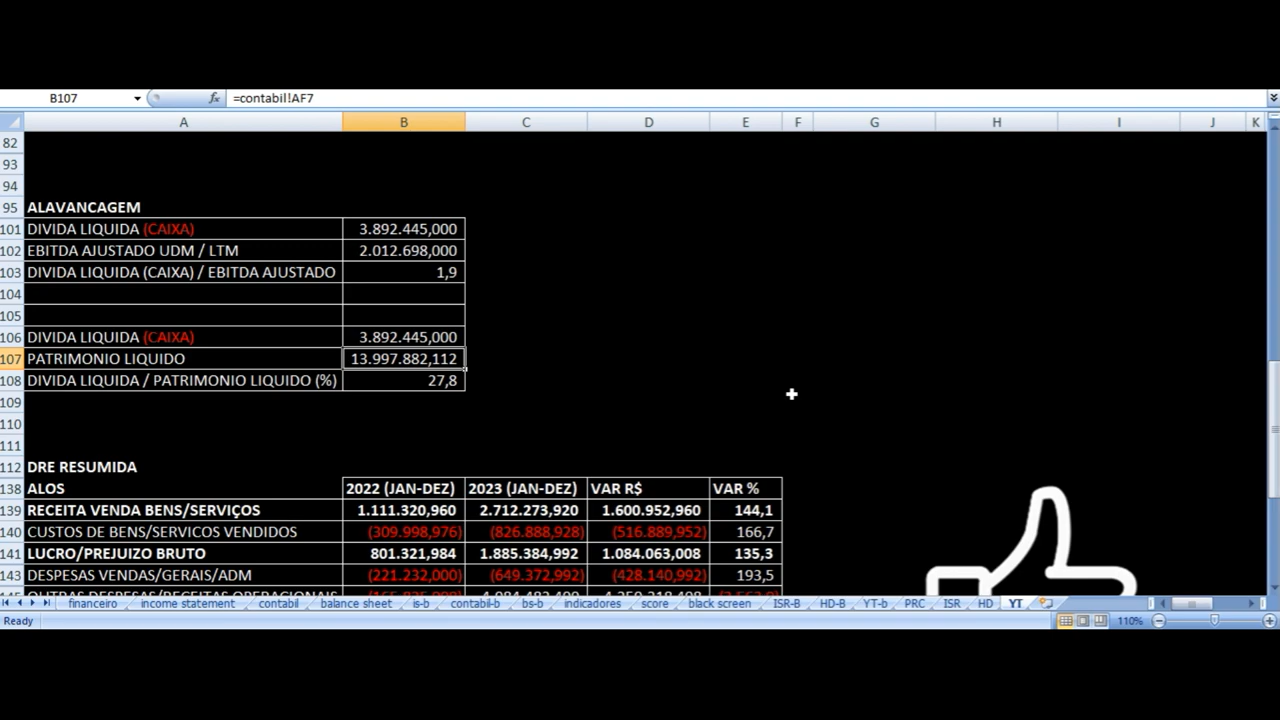 B107 fx =contabil!AF7
A B C D E F G H I J K
82
93
94
95 ALAVANCAGEM
101 DIVIDA LIQUIDA (CAIXA) 3.892.445,000
102 EBITDA AJUSTADO UDM / LTM 2.012.698,000
103 DIVIDA LIQUIDA (CAIXA) / EBITDA AJUSTADO 1,9
104
105
106 DIVIDA LIQUIDA (CAIXA) 3.892.445,000
107 PATRIMONIO LIQUIDO 13.997.882,112
108 DIVIDA LIQUIDA / PATRIMONIO LIQUIDO (%) 27,8
109
110
111
112 DRE RESUMIDA
138 ALOS 2022 (JAN-DEZ) 2023 (JAN-DEZ) VAR R$ VAR %
139 RECEITA VENDA BENS/SERVIÇOS 1.111.320,960 2.712.273,920 1.600.952,960 144,1
140 CUSTOS DE BENS/SERVICOS VENDIDOS (309.998,976) (826.888,928) (516.889,952) 166,7
141 LUCRO/PREJUIZO BRUTO 801.321,984 1.885.384,992 1.084.063,008 135,3
143 DESPESAS VENDAS/GERAIS/ADM (221.232,000) (649.372,992) (428.140,992) 193,5
OUTRAS DESPESAS/RECEITAS OPERACIONAIS
financeiro income statement contabil balance sheet is-b contabil-b bs-b indicadores score black screen ISR-B HD-B YT-b PRC ISR HD YT
Ready 110%